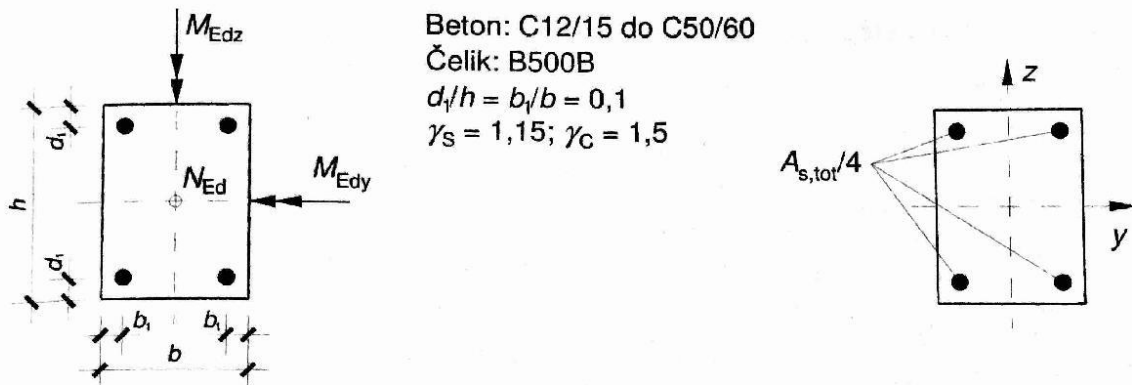 M_Edz
Beton: C12/15 do C50/60
Čelik: B500B
d₁/h = b₁/b = 0,1
γ_S = 1,15; γ_C = 1,5
d₁
N_Ed
M_Edy
h
d₁
b₁
b₁
b
z
A_s,tot/4
y